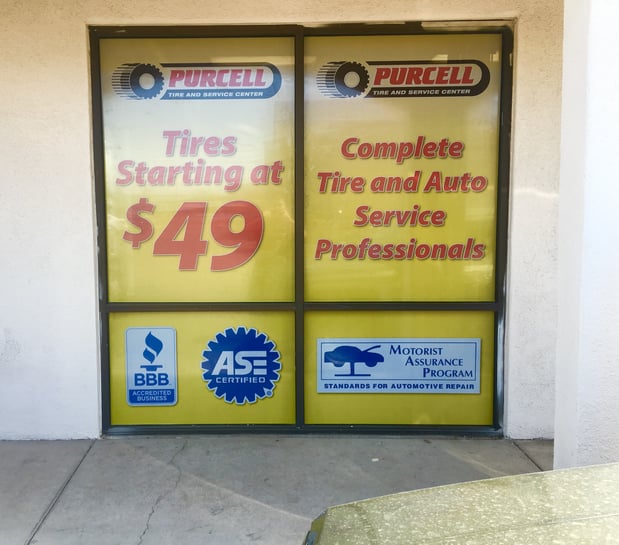 PURCELL
TIRE AND SERVICE CENTER
Tires
Starting at
$49
PURCELL
TIRE AND SERVICE CENTER
Complete
Tire and Auto
Service
Professionals
BBB
ACCREDITED
BUSINESS
ASE
CERTIFIED
MOTORIST
ASSURANCE
PROGRAM
STANDARDS FOR AUTOMOTIVE REPAIR